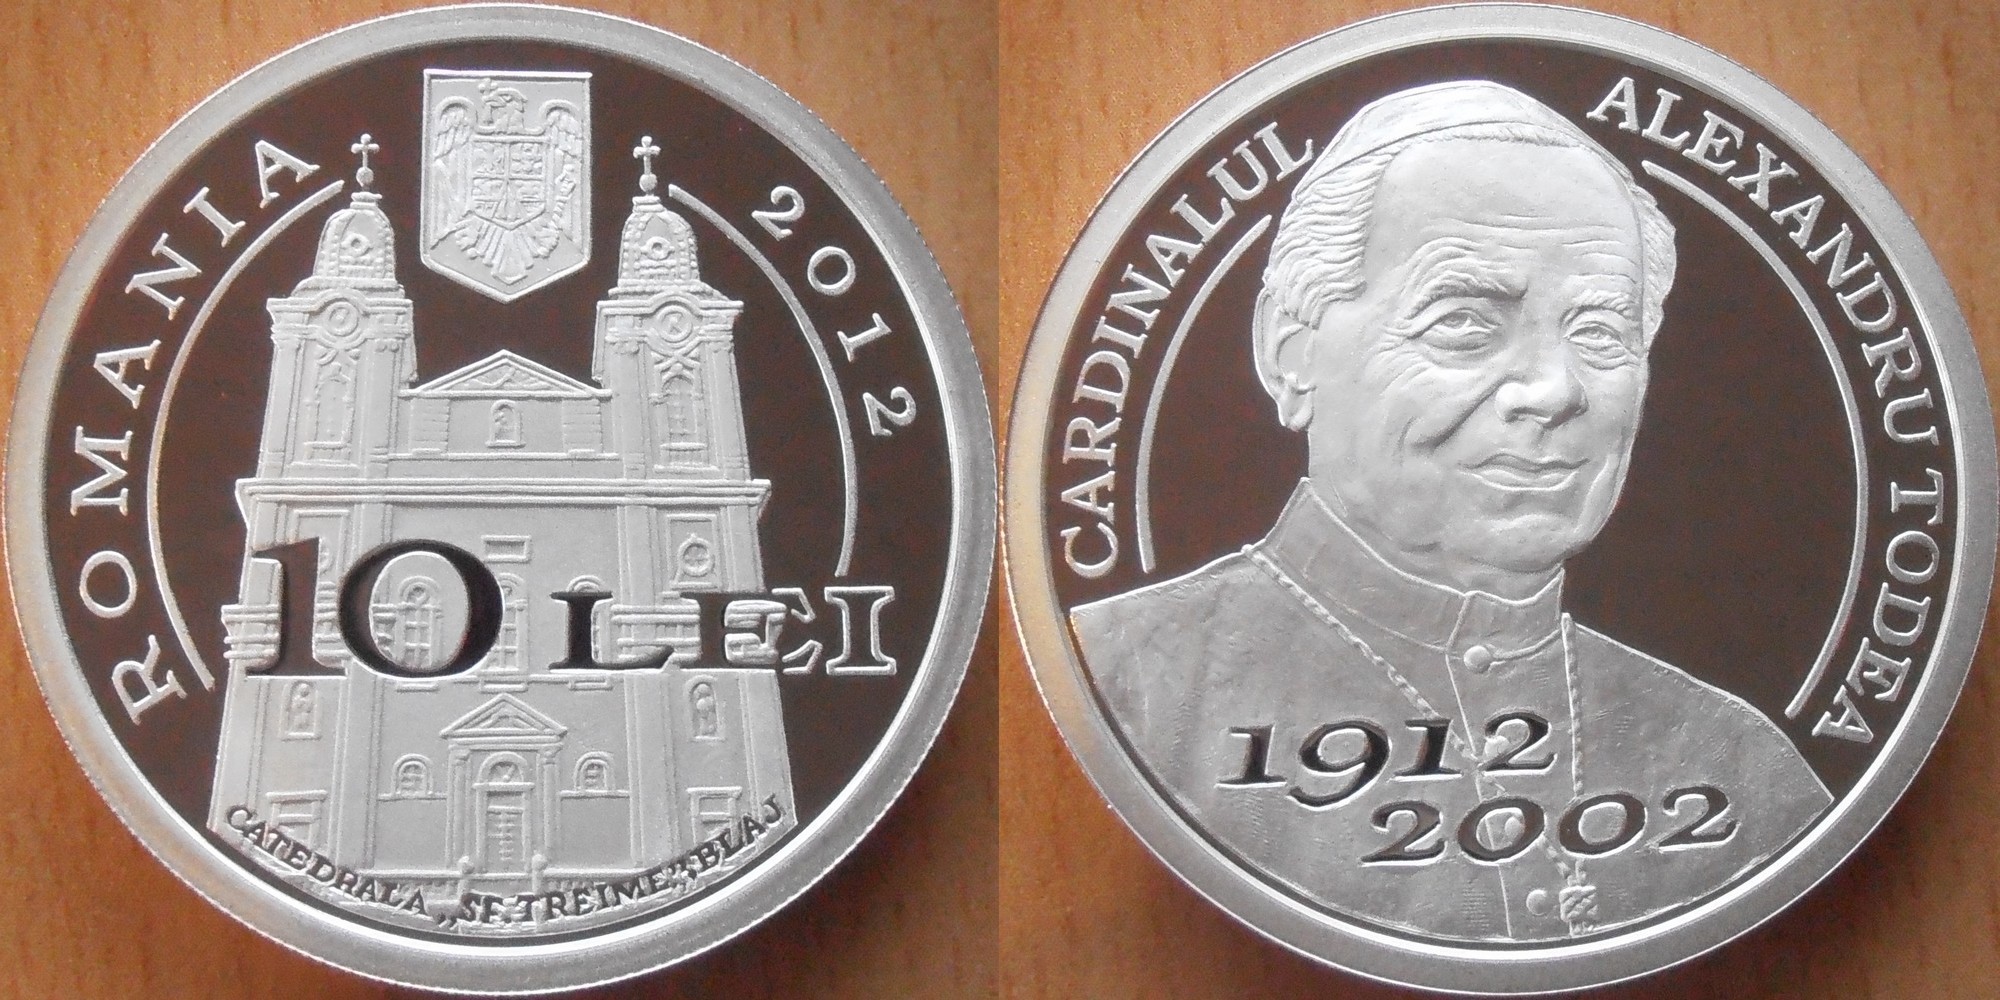 ROMANIA 2012
10 LEI
CATEDRALA „SF. TREIME”, BLAJ
CARDINALUL ALEXANDRU TODEA
1912
2002